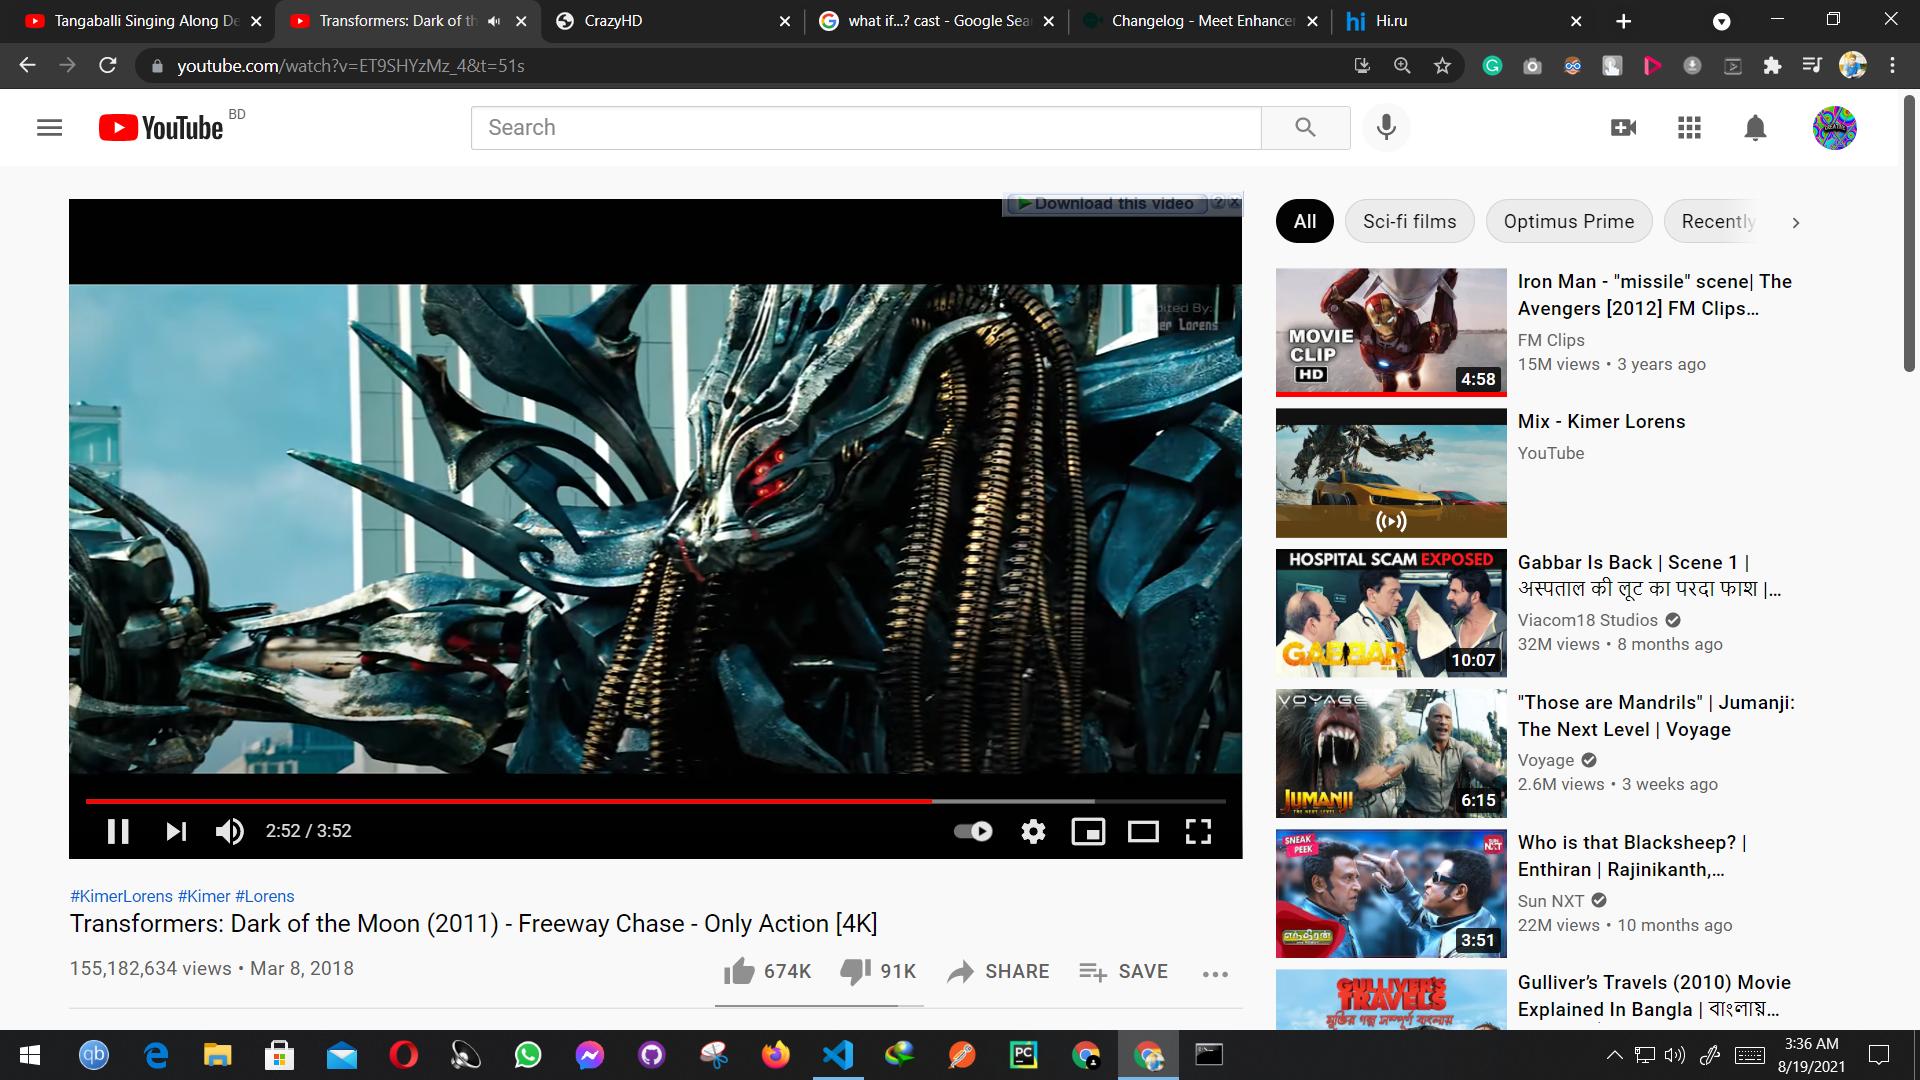 Tangaballi Singing Along De
Transformers: Dark of th
CrazyHD
what if...? cast - Google Sear
Changelog - Meet Enhancer
Hi.ru
youtube.com/watch?v=ET9SHYzMz_4&t=51s
YouTube BD
Search
Download this video
Edited By:
Kimer Lorens
2:52 / 3:52
#KimerLorens #Kimer #Lorens
Transformers: Dark of the Moon (2011) - Freeway Chase - Only Action [4K]
155,182,634 views • Mar 8, 2018
674K
91K
SHARE
SAVE
All
Sci-fi films
Optimus Prime
Recently
MOVIE
CLIP
HD
4:58
Iron Man - "missile" scene| The
Avengers [2012] FM Clips...
FM Clips
15M views • 3 years ago
Mix - Kimer Lorens
YouTube
HOSPITAL SCAM EXPOSED
GABBAR
10:07
Gabbar Is Back | Scene 1 |
अस्पताल की लूट का परदा फाश |...
Viacom18 Studios
32M views • 8 months ago
VOYAGE
JUMANJI
6:15
"Those are Mandrils" | Jumanji:
The Next Level | Voyage
Voyage
2.6M views • 3 weeks ago
SNEAK
PEEK
SUN
NXT
எந்திரன்
3:51
Who is that Blacksheep? |
Enthiran | Rajinikanth,...
Sun NXT
22M views • 10 months ago
GULLIVER'S
TRAVELS
মুভির গল্প সম্পূর্ণ বাংলায়
Gulliver's Travels (2010) Movie
Explained In Bangla | বাংলায়...
qb
PC
3:36 AM
8/19/2021